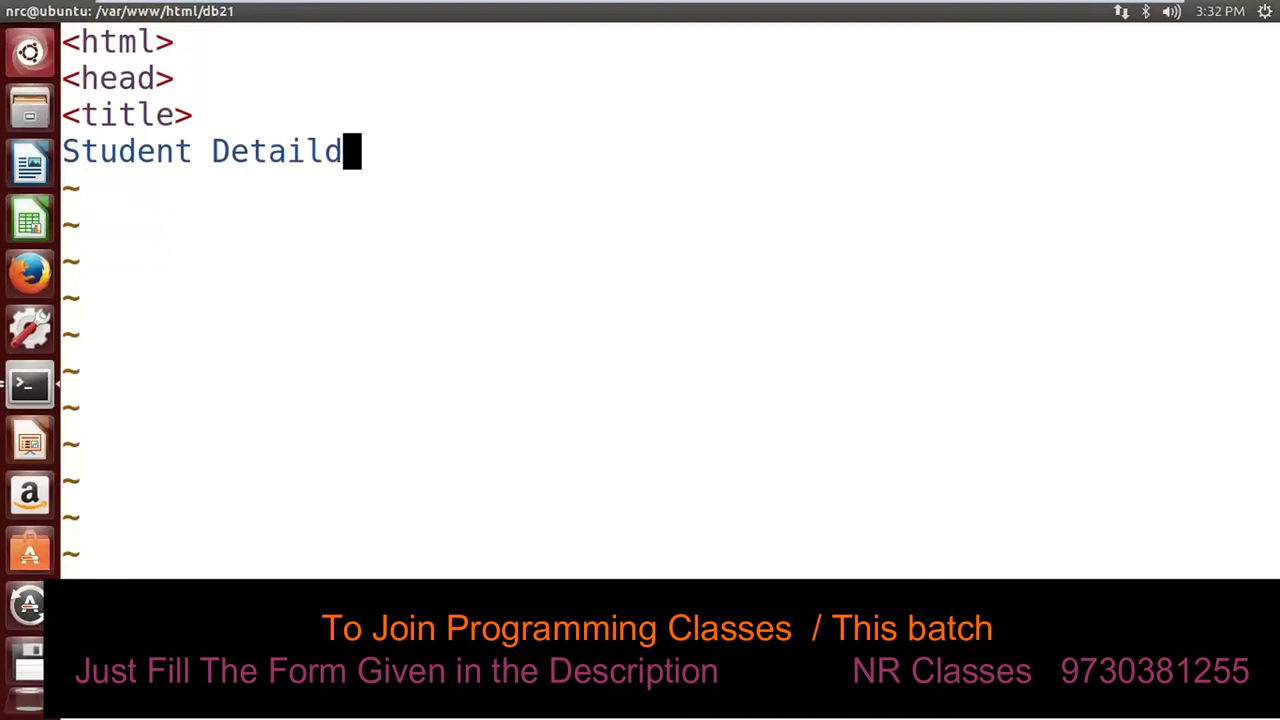 nrc@ubuntu: /var/www/html/db21
3:32 PM
<html>
<head>
<title>
Student Detaild
~
~
~
~
~
~
~
~
~
~
~
To Join Programming Classes / This batch
Just Fill The Form Given in the Description NR Classes 9730381255